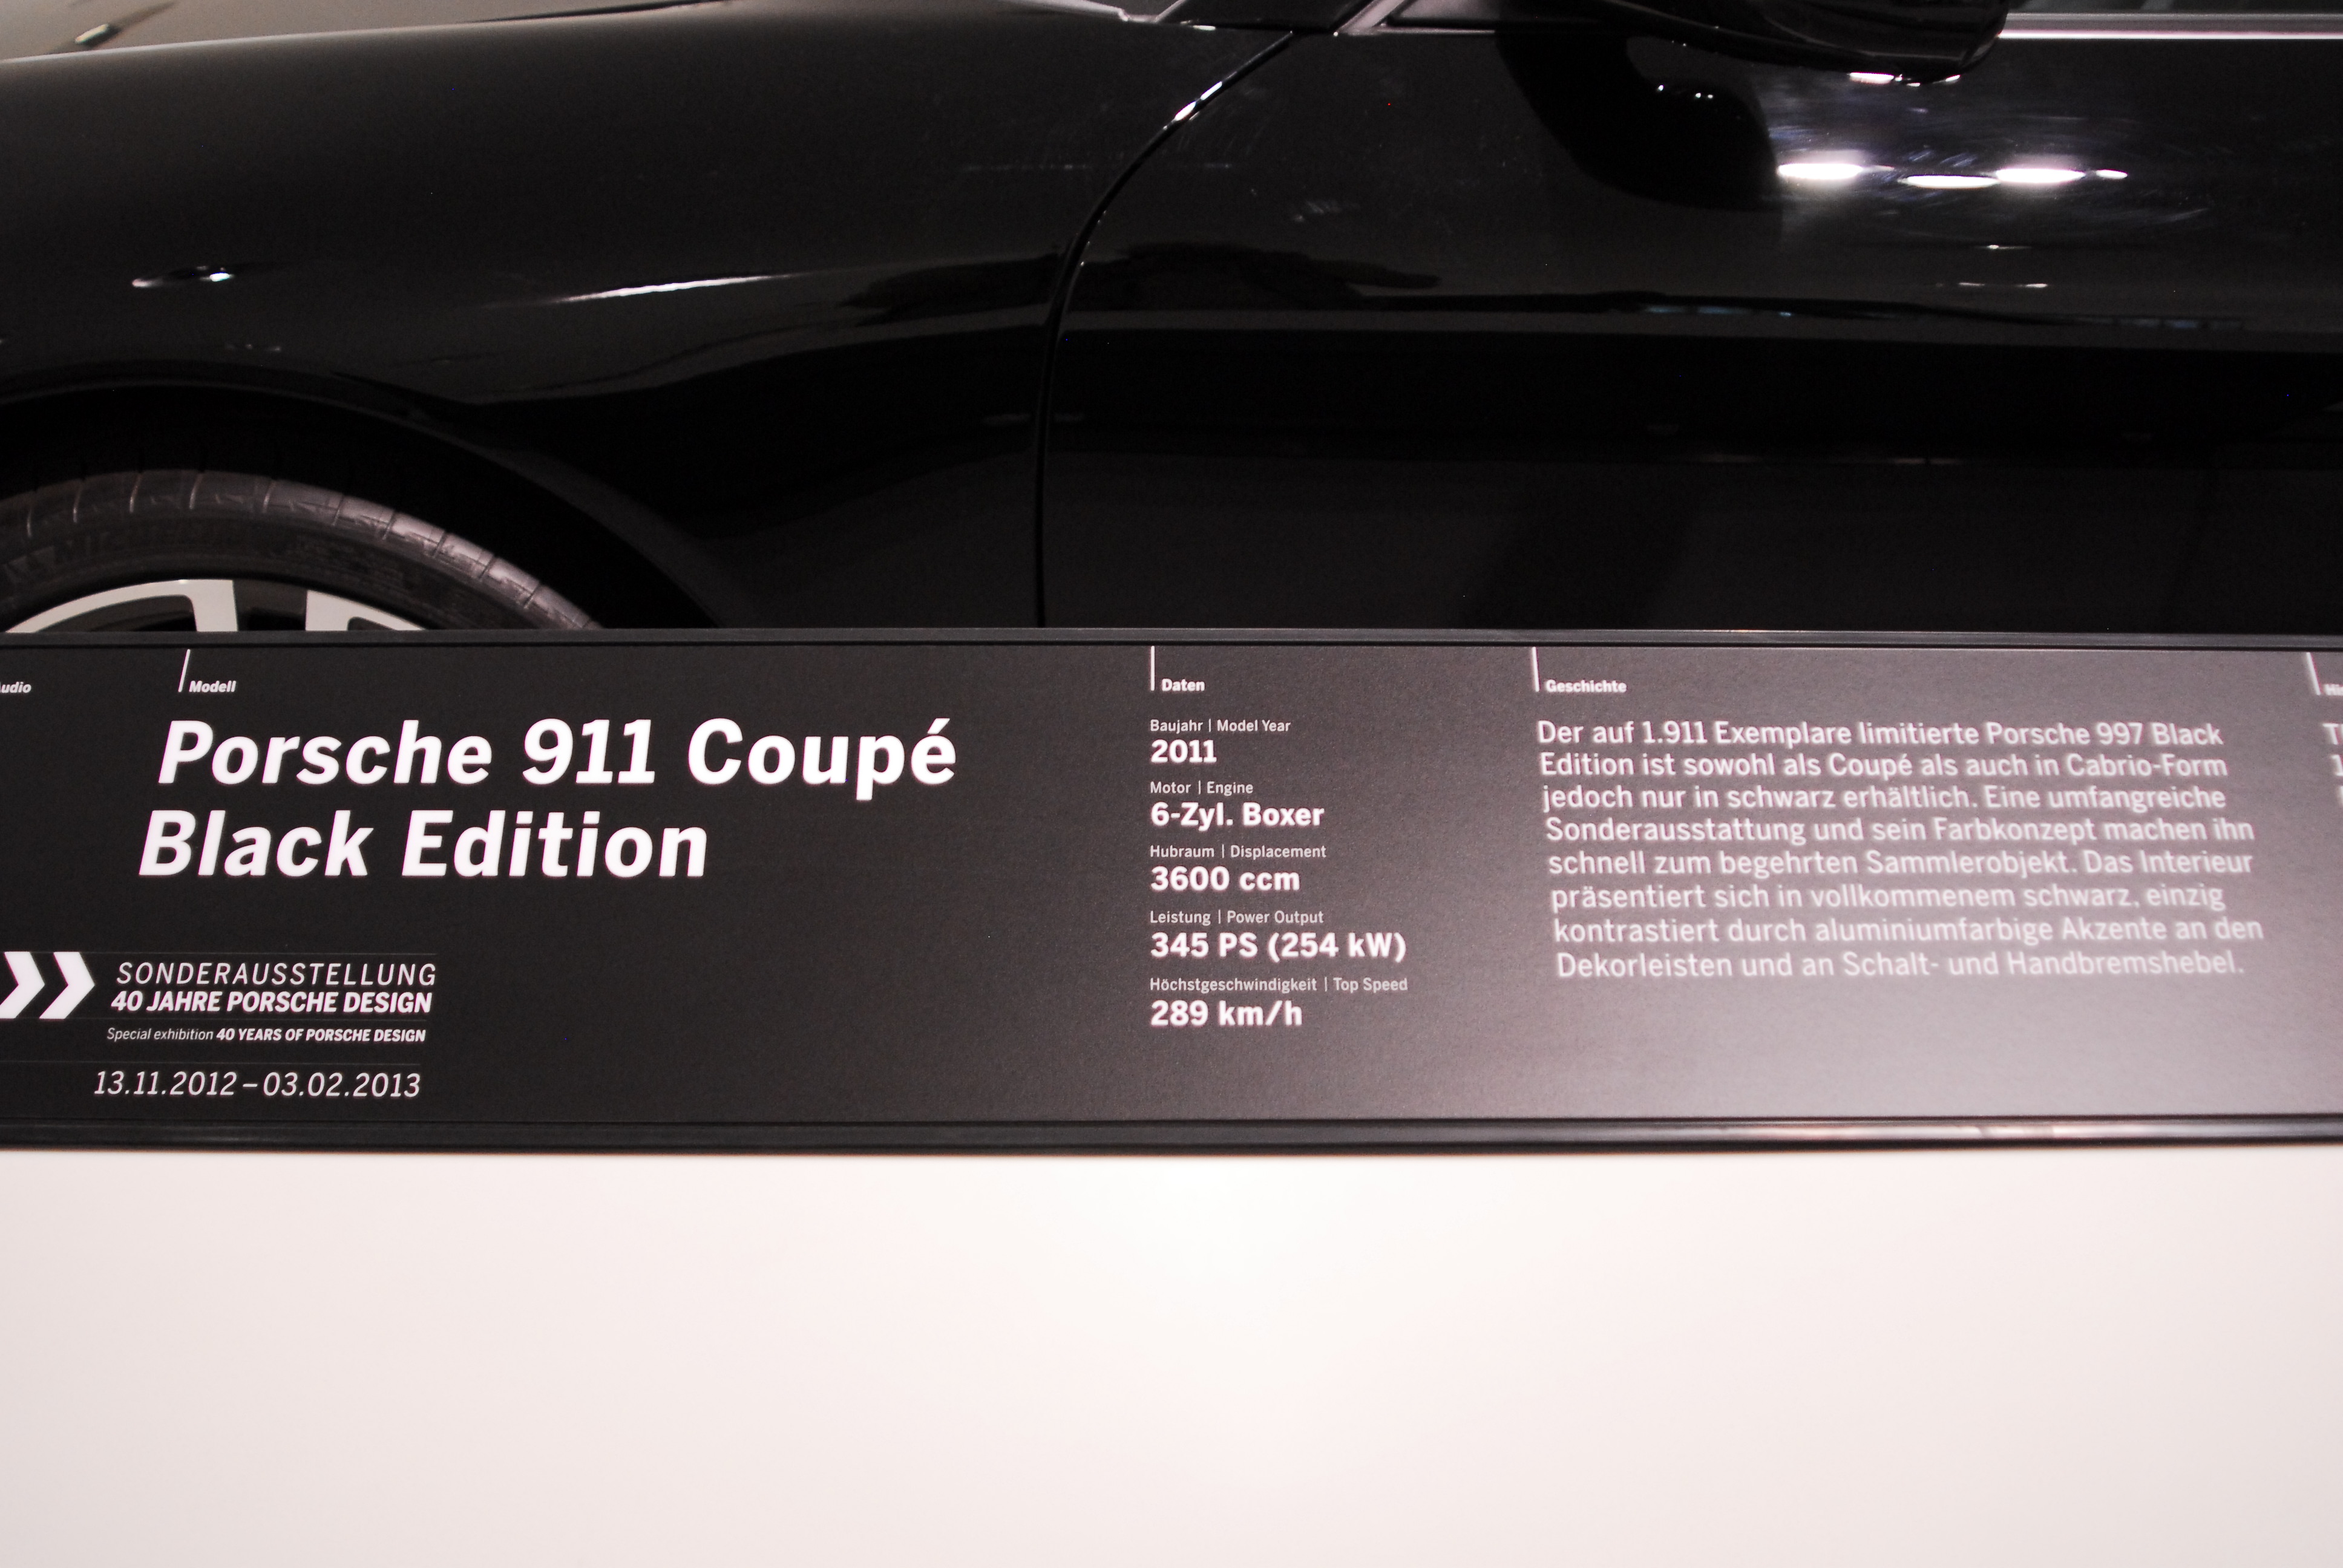 Modell
Porsche 911 Coupé
Black Edition
SONDERAUSSTELLUNG
40 JAHRE PORSCHE DESIGN
Special exhibition 40 YEARS OF PORSCHE DESIGN
13.11.2012 – 03.02.2013
Daten
Baujahr | Model Year
2011
Motor | Engine
6-Zyl. Boxer
Hubraum | Displacement
3600 ccm
Leistung | Power Output
345 PS (254 kW)
Höchstgeschwindigkeit | Top Speed
289 km/h
Geschichte
Der auf 1.911 Exemplare limitierte Porsche 997 Black
Edition ist sowohl als Coupé als auch in Cabrio-Form
jedoch nur in schwarz erhältlich. Eine umfangreiche
Sonderausstattung und sein Farbkonzept machen ihn
schnell zum begehrten Sammlerobjekt. Das Interieur
präsentiert sich in vollkommenem schwarz, einzig
kontrastiert durch aluminiumfarbige Akzente an den
Dekorleisten und an Schalt- und Handbremshebel.